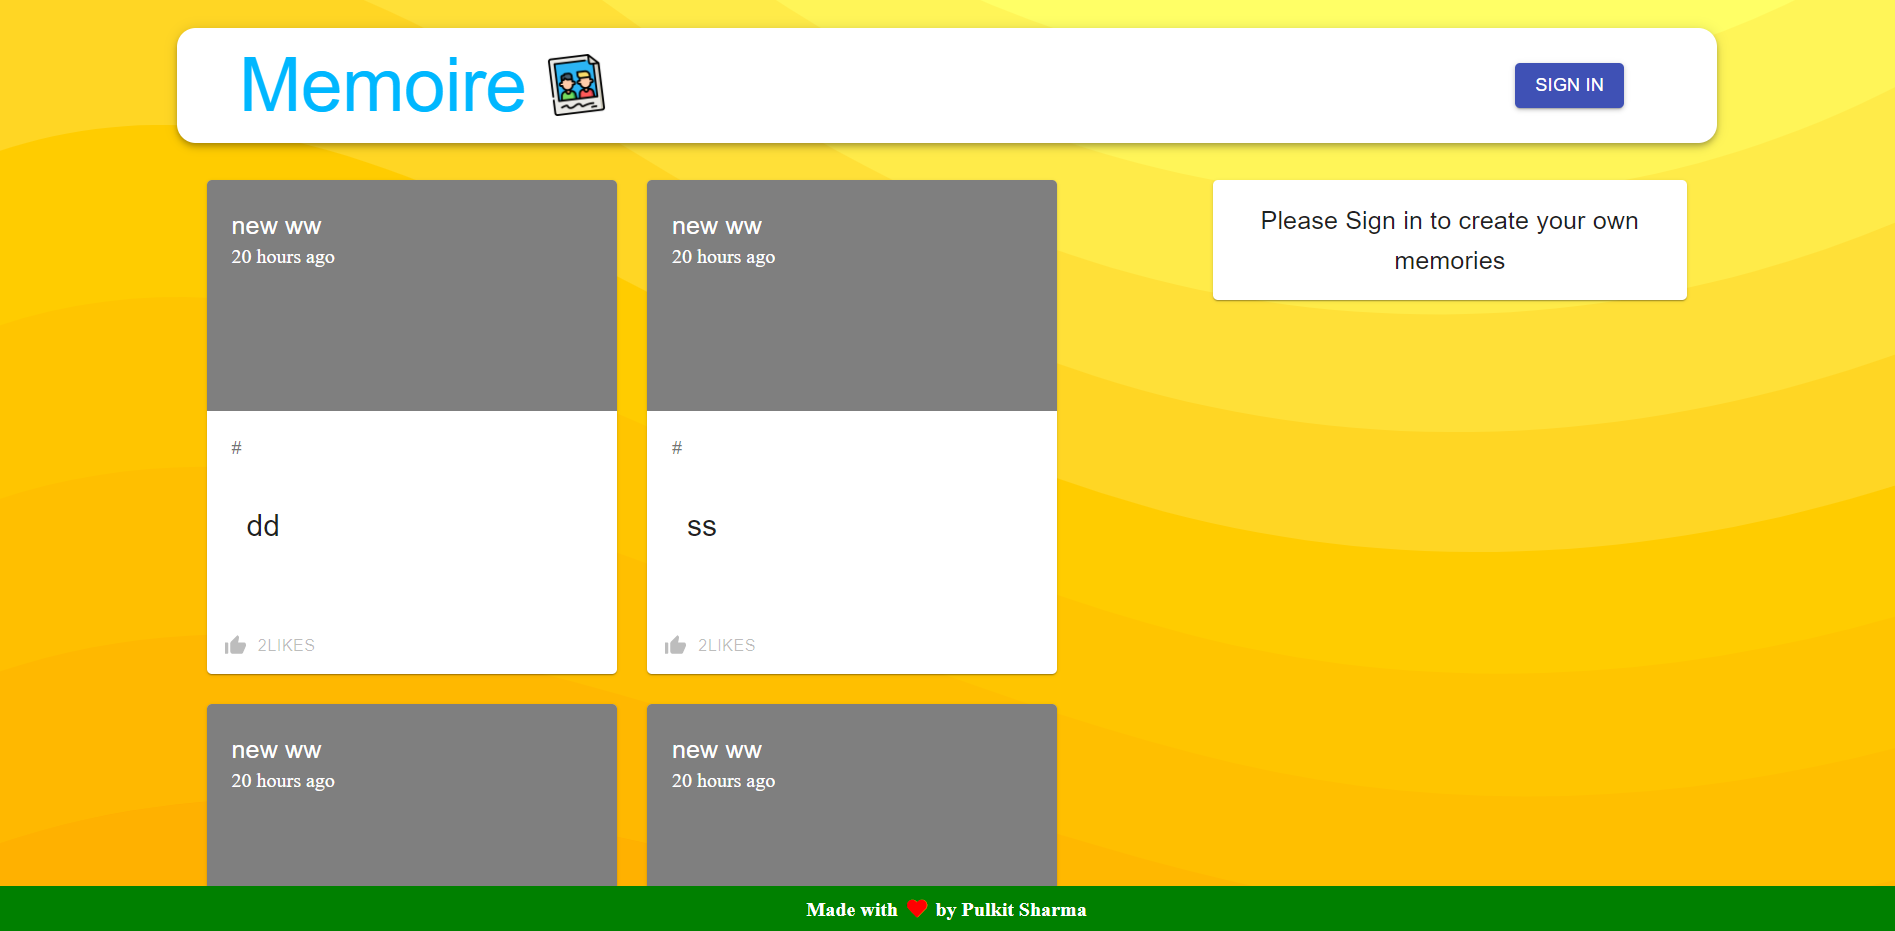 Memoire
SIGN IN
new ww
20 hours ago
#
dd
2LIKES
new ww
20 hours ago
#
ss
2LIKES
Please Sign in to create your own
memories
new ww
20 hours ago
new ww
20 hours ago
Made with ❤ by Pulkit Sharma